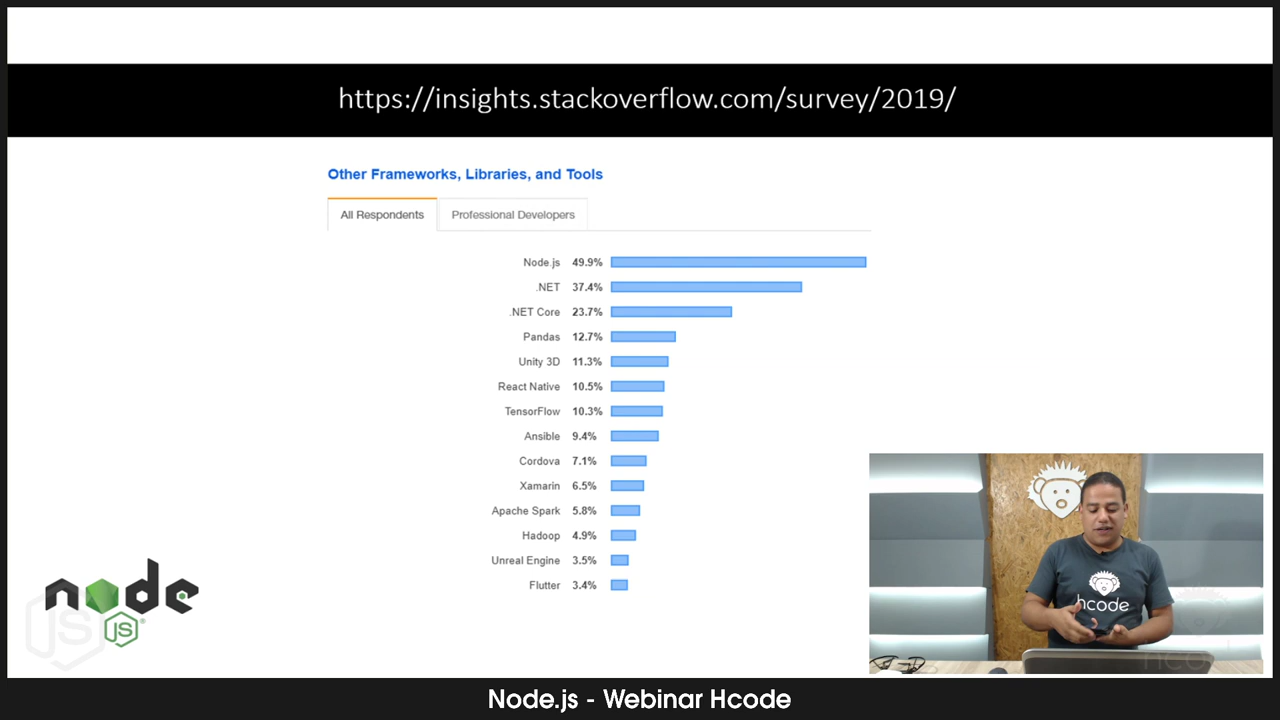 https://insights.stackoverflow.com/survey/2019/
Other Frameworks, Libraries, and Tools
All Respondents
Professional Developers
Node.js 49.9%
.NET 37.4%
.NET Core 23.7%
Pandas 12.7%
Unity 3D 11.3%
React Native 10.5%
TensorFlow 10.3%
Ansible 9.4%
Cordova 7.1%
Xamarin 6.5%
Apache Spark 5.8%
Hadoop 4.9%
Unreal Engine 3.5%
Flutter 3.4%
node
JS
JS
hcode
hcode
Node.js - Webinar Hcode